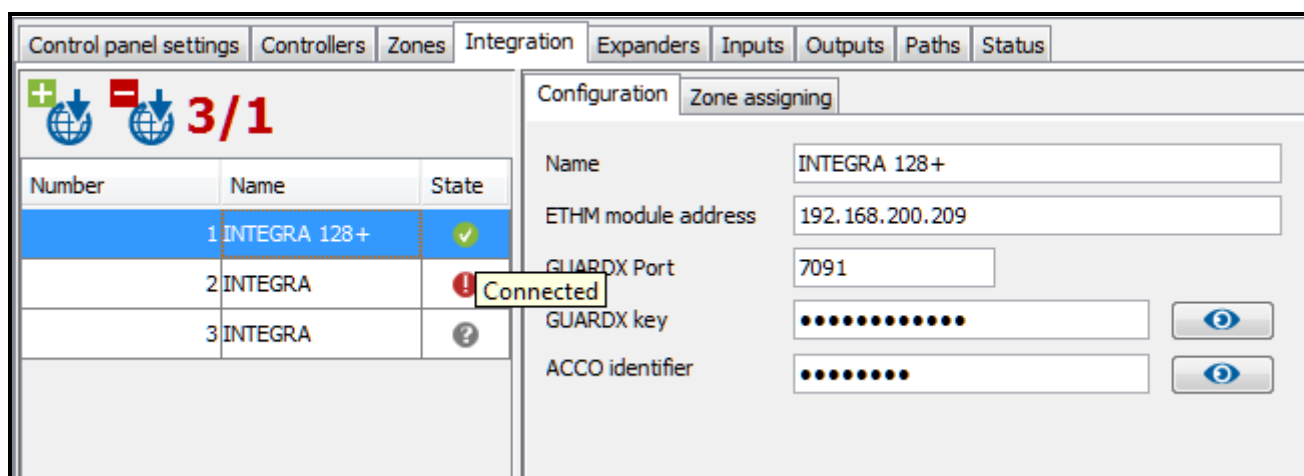 Control panel settings Controllers Zones Integration Expanders Inputs Outputs Paths Status
3/1
Number Name State
1 INTEGRA 128+
2 INTEGRA
3 INTEGRA
Connected
Configuration Zone assigning
Name INTEGRA 128+
ETHM module address 192.168.200.209
GUARDX Port 7091
GUARDX key ●●●●●●●●●●●●
ACCO identifier ●●●●●●●●